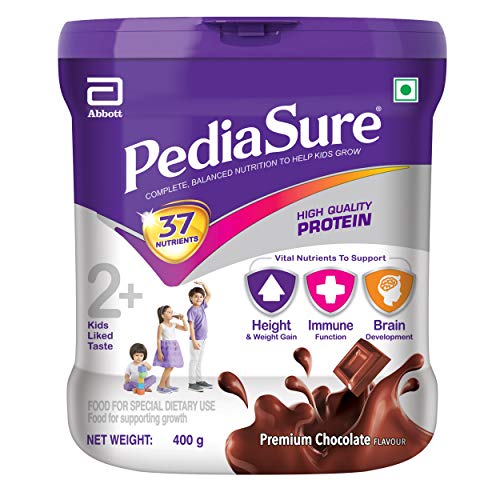 Abbott
PediaSure®
COMPLETE, BALANCED NUTRITION TO HELP KIDS GROW
37
NUTRIENTS
HIGH QUALITY
PROTEIN
Vital Nutrients To Support
2+
Kids
Liked
Taste
Height
& Weight Gain
Immune
Function
Brain
Development
FOOD FOR SPECIAL DIETARY USE
Food for supporting growth
NET WEIGHT: 400 g
Premium Chocolate FLAVOUR